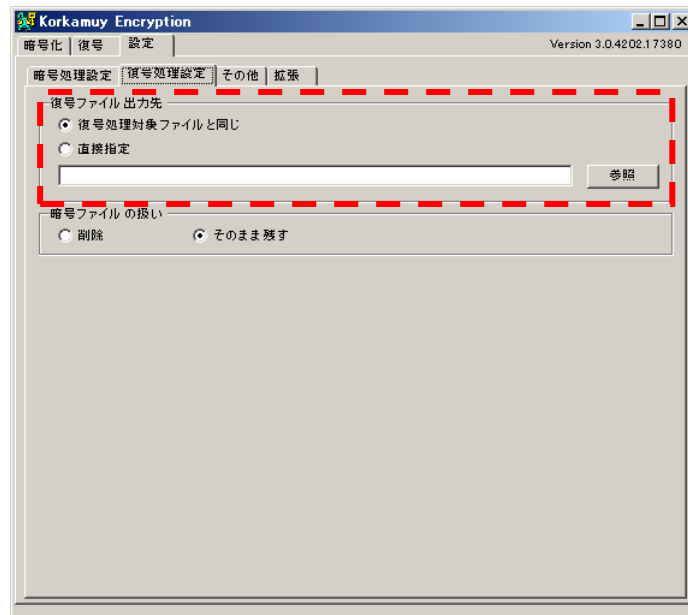 Korkamuy Encryption
暗号化 復号 設定 Version 3.0.4202.17380
暗号処理設定 復号処理設定 その他 拡張
復号ファイル出力先
復号処理対象ファイルと同じ
直接指定
参照
暗号ファイルの扱い
削除 そのまま残す